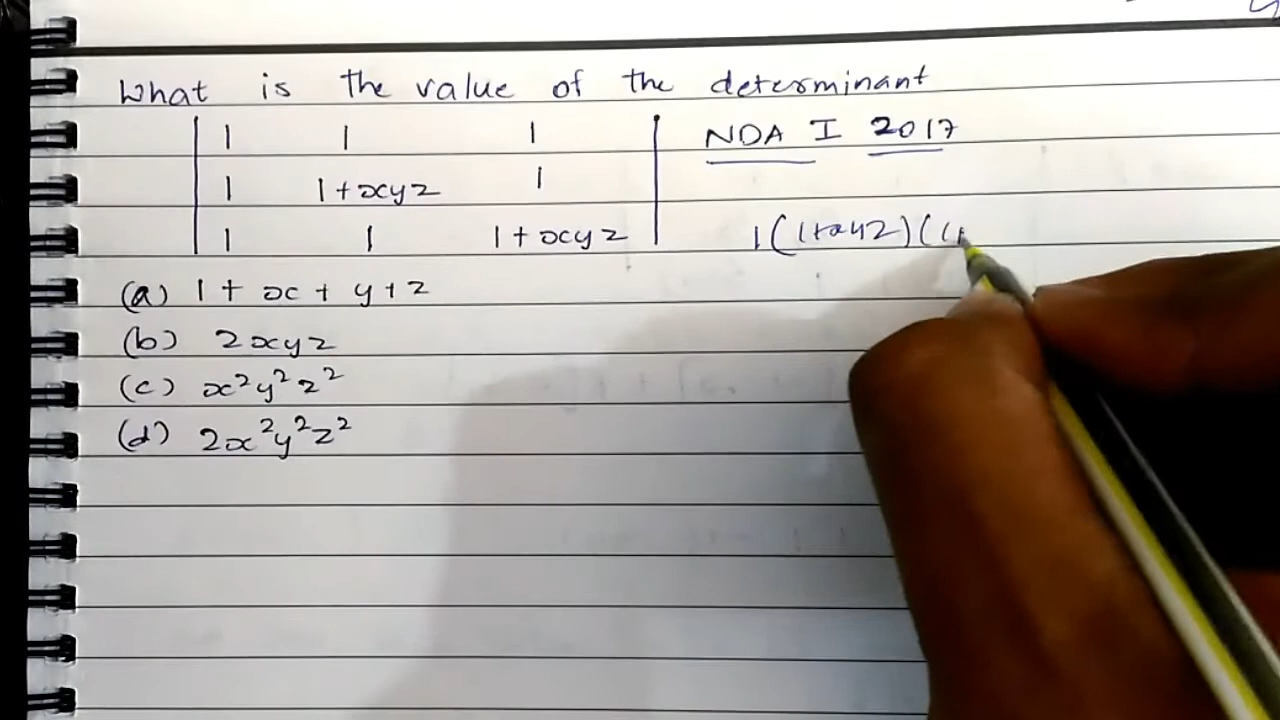 What is the value of the determinant
1 1 1 NDA I 2017
1 1+xyz 1
1 1 1+xyz 1(1+xyz)(1
(a) 1+x+y+z
(b) 2xyz
(c) x²y²z²
(d) 2x²y²z²